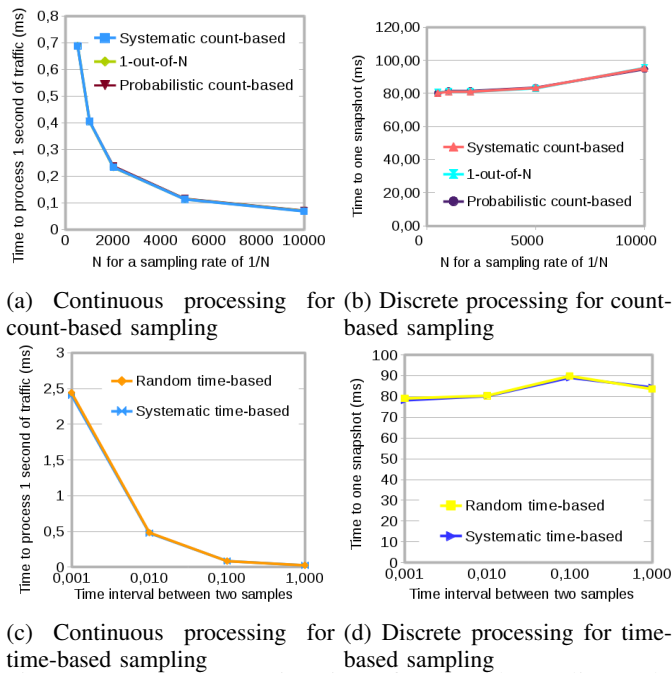 0,8
0,7
0,6
0,5
0,4
0,3
0,2
0,1
0
Time to process 1 second of traffic (ms)
Systematic count-based
1-out-of-N
Probabilistic count-based
0 2000 4000 6000 8000 10000
N for a sampling rate of 1/N
120,00
100,00
80,00
60,00
40,00
20,00
0,00
Time to one snapshot (ms)
Systematic count-based
1-out-of-N
Probabilistic count-based
0 5000 10000
N for a sampling rate of 1/N
(a) Continuous processing for
count-based sampling
(b) Discrete processing for count-
based sampling
3
2,5
2
1,5
1
0,5
0
Time to process 1 second of traffic (ms)
Random time-based
Systematic time-based
0,001 0,010 0,100 1,000
Time interval between two samples
100
90
80
70
60
50
40
30
20
10
0
Time to one snapshot (ms)
Random time-based
Systematic time-based
0,001 0,010 0,100 1,000
Time interval between two samples
(c) Continuous processing for
time-based sampling
(d) Discrete processing for time-
based sampling